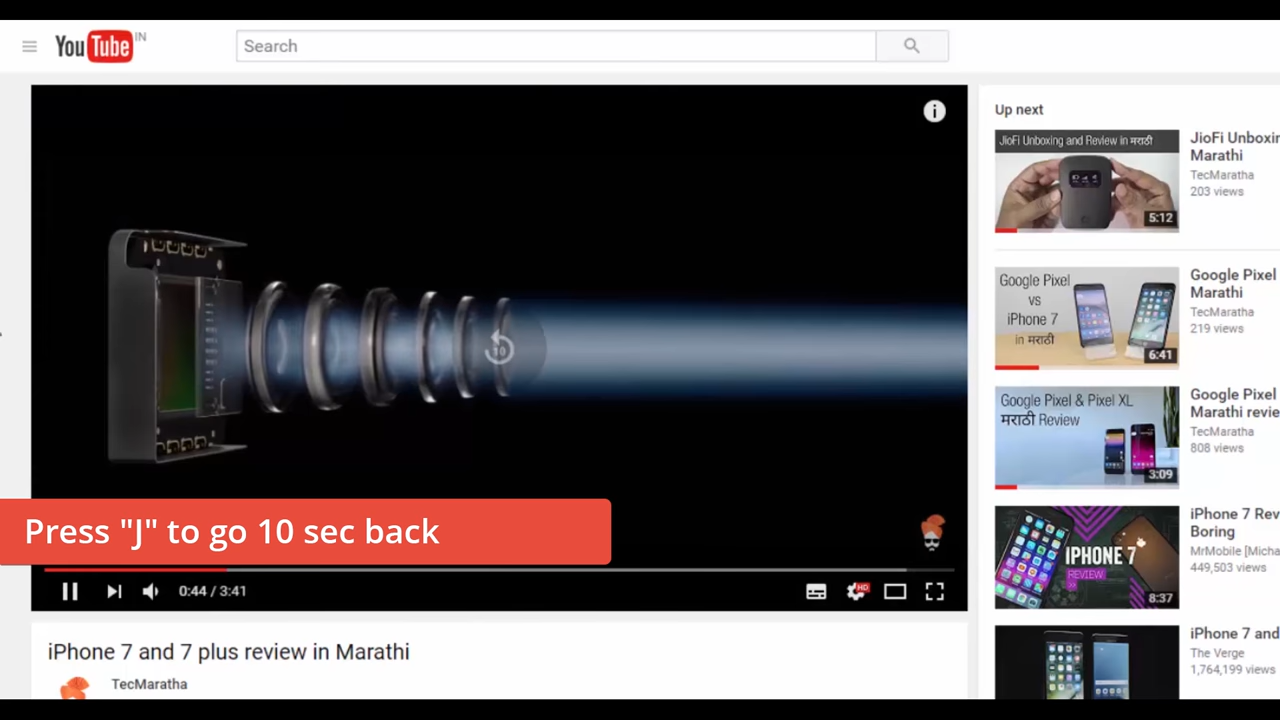 YouTube IN
Search
i
10
Press "J" to go 10 sec back
0:44 / 3:41
HD
iPhone 7 and 7 plus review in Marathi
TecMaratha
Up next
JioFi Unboxing and Review in मराठी
5:12
JioFi Unboxin
Marathi
TecMaratha
203 views
Google Pixel
vs
iPhone 7
in मराठी
6:41
Google Pixel
Marathi
TecMaratha
219 views
Google Pixel & Pixel XL
मराठी Review
3:09
Google Pixel
Marathi revie
TecMaratha
808 views
IPHONE 7
REVIEW
8:37
iPhone 7 Rev
Boring
MrMobile [Micha
449,503 views
iPhone 7 and
The Verge
1,764,199 views